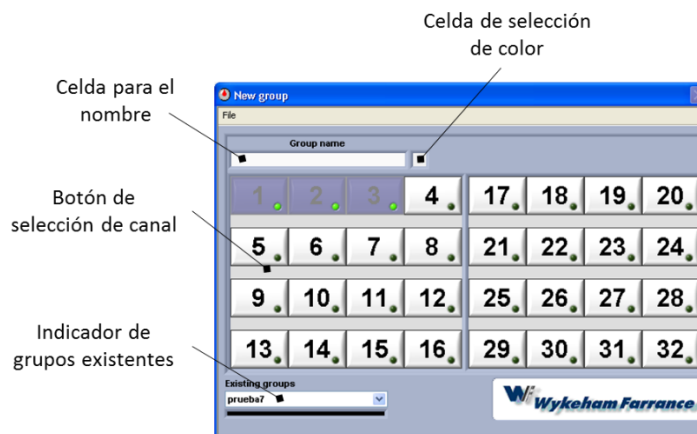 Celda de selección
de color
Celda para el
nombre
New group
File
Group name
Botón de
selección de canal
1 2 3 4 17 18 19 20
5 6 7 8 21 22 23 24
9 10 11 12 25 26 27 28
13 14 15 16 29 30 31 32
Indicador de
grupos existentes
Existing groups
prueba7
Wykeham Farrance